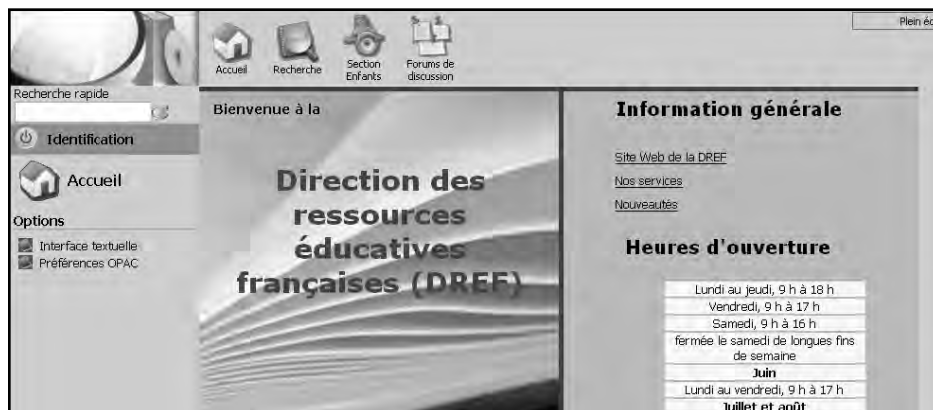 Accueil
Recherche
Section
Enfants
Forums de
discussion
Plein
Recherche rapide
Identification
Accueil
Options
Interface textuelle
Préférences OPAC
Bienvenue à la
Direction des
ressources
éducatives
françaises (DREF)
Information générale
Site Web de la DREF
Nos services
Nouveautés
Heures d'ouverture
Lundi au jeudi, 9 h à 18 h
Vendredi, 9 h à 17 h
Samedi, 9 h à 16 h
fermée le samedi de longues fins
de semaine
Juin
Lundi au vendredi, 9 h à 17 h
Juillet et août